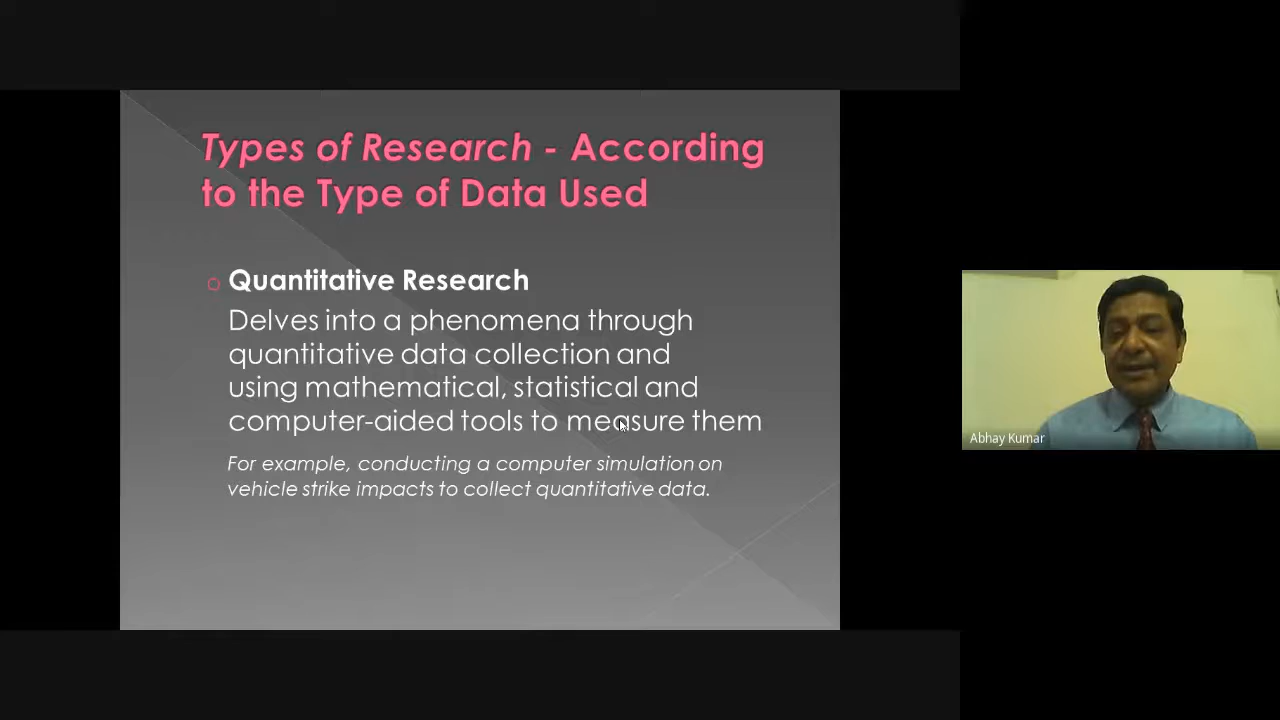 Types of Research - According
to the Type of Data Used
Quantitative Research
Delves into a phenomena through
quantitative data collection and
using mathematical, statistical and
computer-aided tools to measure them
For example, conducting a computer simulation on
vehicle strike impacts to collect quantitative data.
Abhay Kumar